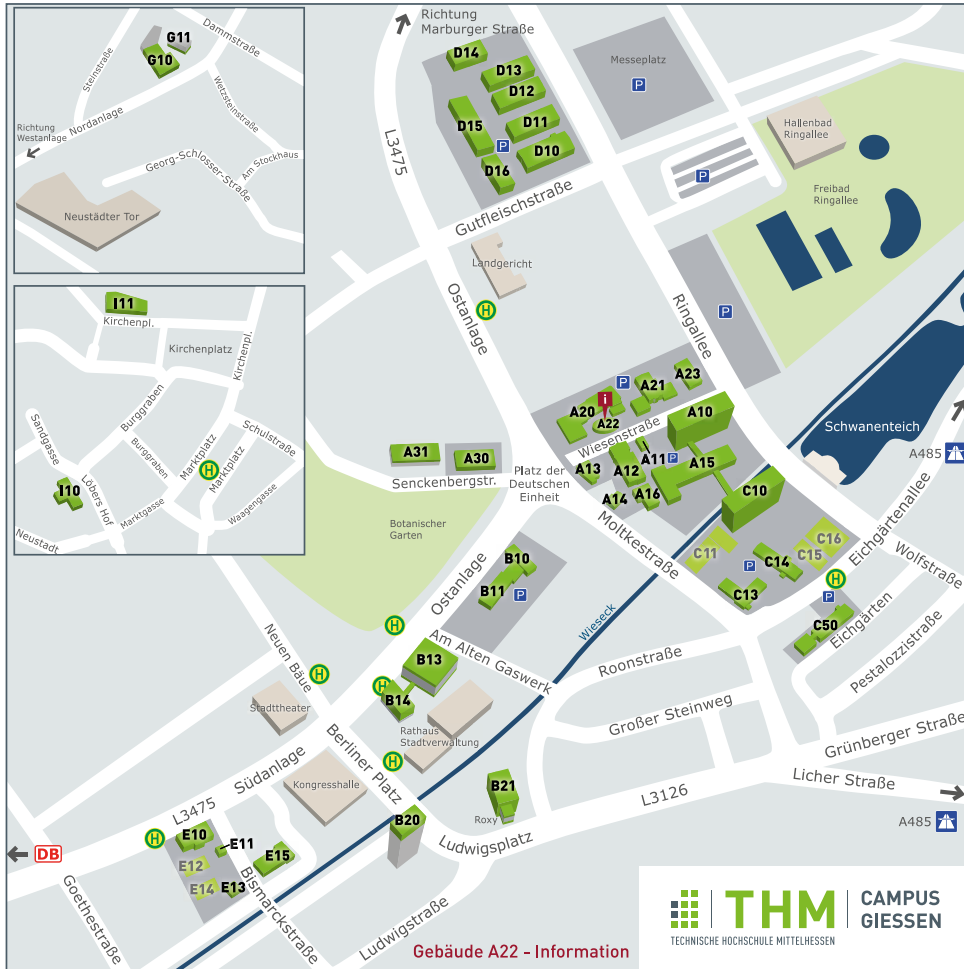 G11
G10
Steinstraße
Dammstraße
Nordanlage
Wetzsteinstraße
Richtung
Westanlage
Georg-Schlosser-Straße
Am Stockhaus
Neustädter Tor
I11
Kirchenpl.
Kirchenplatz
Kirchenpl.
Burggraben
Burggraben
Sandgasse
Marktplatz
Marktplatz
Schulstraße
H
I10
Löbers Hof
Marktgasse
Waagengasse
Neustadt
Richtung
Marburger Straße
L3475
D14
D13
D12
D15
D11
P
D10
D16
Gutfleischstraße
Messeplatz
P
Hallenbad
Ringallee
P
Freibad
Ringallee
Landgericht
H
Ostanlage
Ringallee
P
A23
P
A21
A20
i
A22
A10
Wiesenstraße
Schwanenteich
A485
A31
A30
Senckenbergstr.
Platz der
Deutschen
Einheit
A13
A12
A11
P
A15
A14
A16
C10
Moltkestraße
Botanischer
Garten
C11
P
C14
C15
C16
C13
Eichgärtenallee
Wolfstraße
H
P
C50
Eichgärten
Pestalozzistraße
B10
B11
P
Ostanlage
H
Am Alten Gaswerk
Wieseck
Roonstraße
Großer Steinweg
Grünberger Straße
Licher Straße
A485
L3126
Neuen Bäue
H
B13
H
B14
Stadttheater
Rathaus
Stadtverwaltung
H
Berliner Platz
Kongresshalle
Südanlage
L3475
B21
Roxy
B20
Ludwigsplatz
H
E10
E11
E12
E15
E14
E13
DB
Goethestraße
Bismarckstraße
Ludwigstraße
Gebäude A22 - Information
THM
CAMPUS
GIESSEN
TECHNISCHE HOCHSCHULE MITTELHESSEN